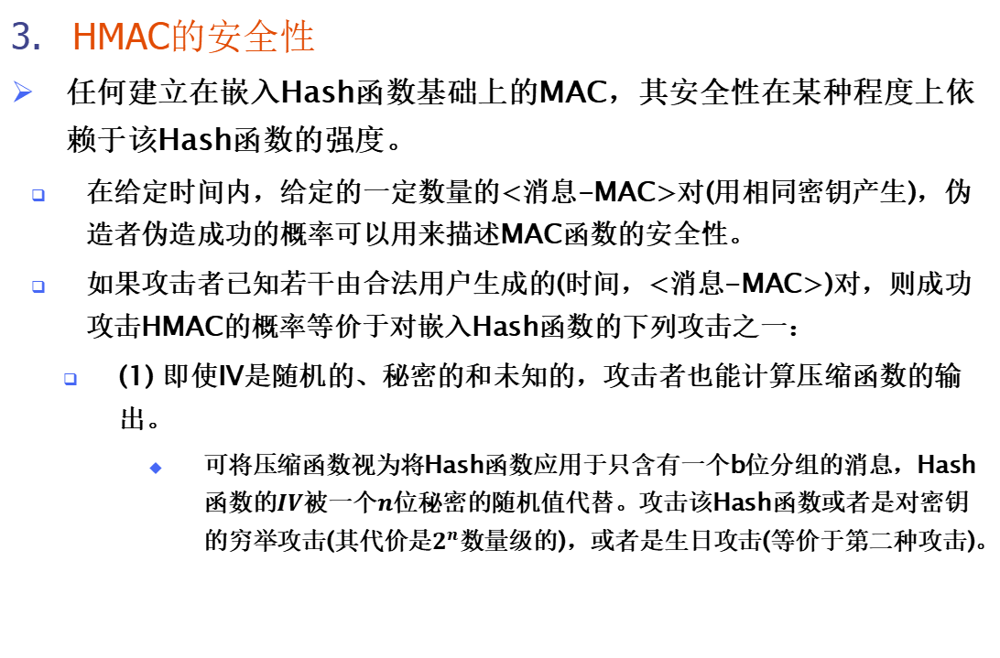 3. HMAC的安全性
任何建立在嵌入Hash函数基础上的MAC，其安全性在某种程度上依
赖于该Hash函数的强度。
在给定时间内，给定的一定数量的<消息-MAC>对(用相同密钥产生)，伪
造者伪造成功的概率可以用来描述MAC函数的安全性。
如果攻击者已知若干由合法用户生成的(时间，<消息-MAC>)对，则成功
攻击HMAC的概率等价于对嵌入Hash函数的下列攻击之一：
(1) 即使IV是随机的、秘密的和未知的，攻击者也能计算压缩函数的输
出。
可将压缩函数视为将Hash函数应用于只含有一个b位分组的消息，Hash
函数的IV被一个n位秘密的随机值代替。攻击该Hash函数或者是对密钥
的穷举攻击(其代价是2ⁿ数量级的)，或者是生日攻击(等价于第二种攻击)。